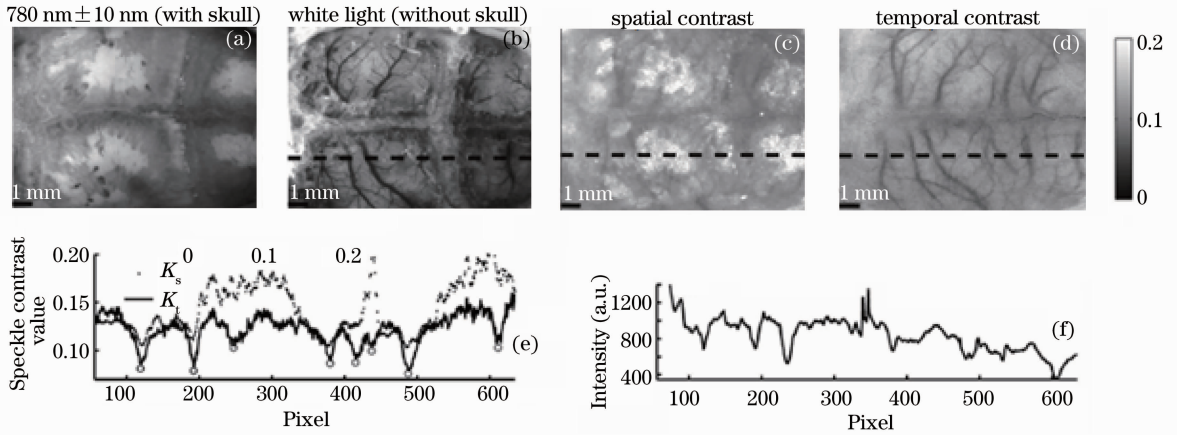 780 nm±10 nm (with skull)
white light (without skull)
spatial contrast
temporal contrast
(a)
(b)
(c)
(d)
1 mm
1 mm
1 mm
1 mm
0.2
0.1
0
Speckle contrast
value
0.20
0.15
0.10
0
0.1
0.2
Ks
Kt
(e)
100
200
300
400
500
600
Pixel
Intensity (a.u.)
1200
800
400
(f)
100
200
300
400
500
600
Pixel